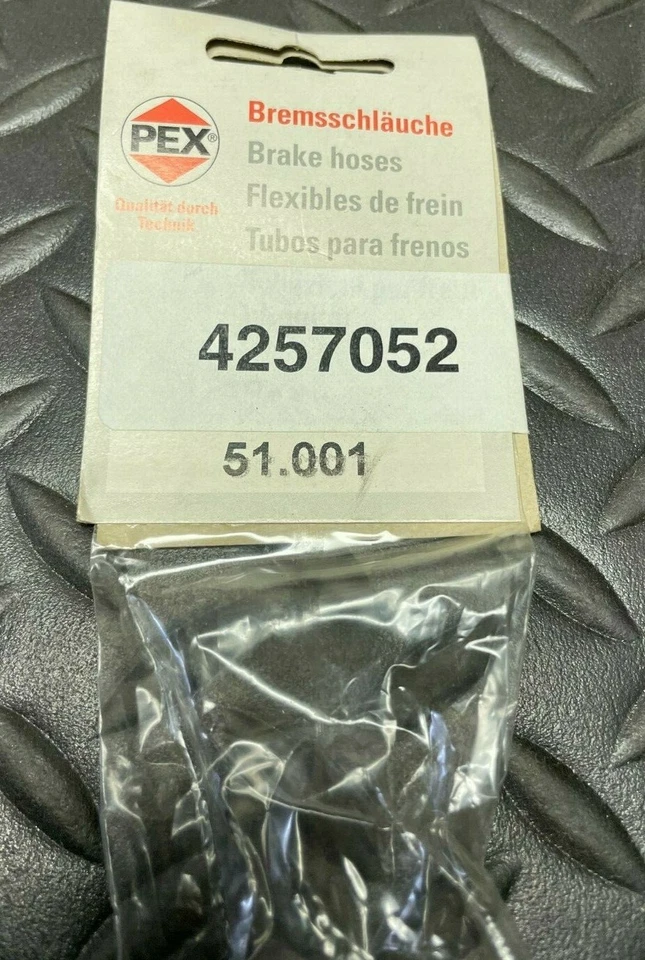 PEX®
Qualität durch
Technik
Bremsschläuche
Brake hoses
Flexibles de frein
Tubos para frenos
4257052
51.001